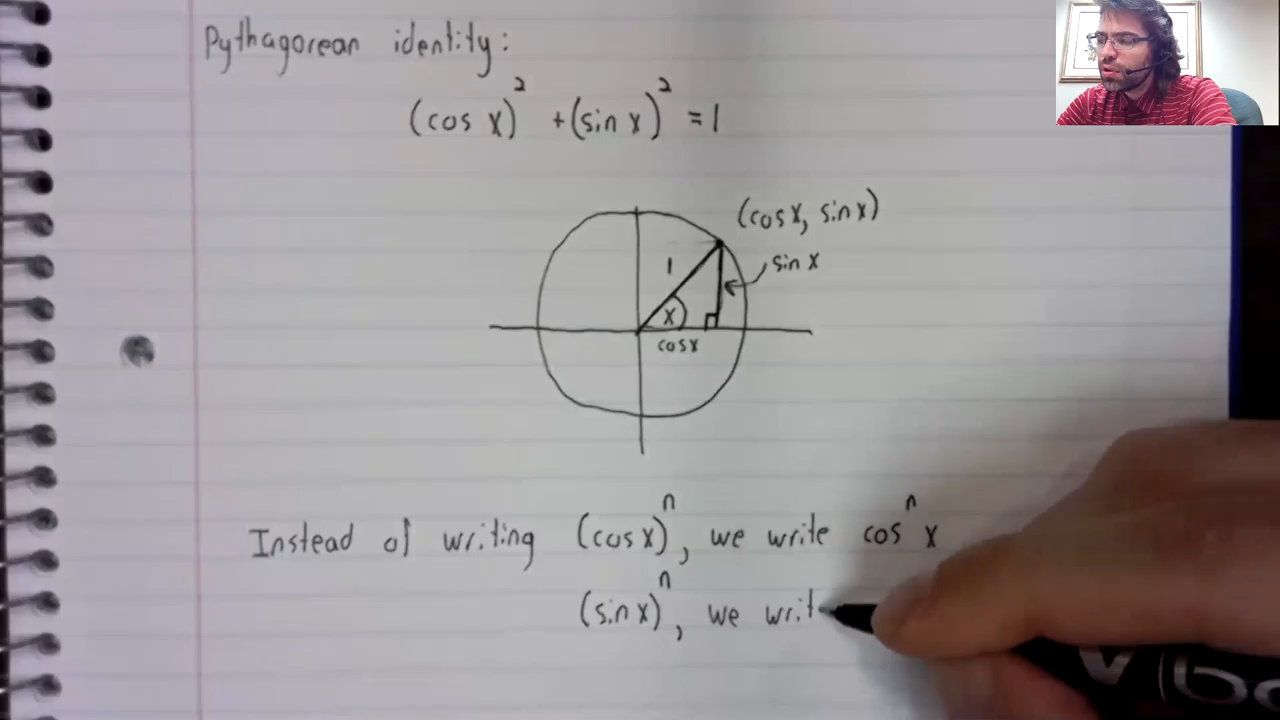 Pythagorean identity:
(cos x)² + (sin x)² = 1
(cos x, sin x)
1
sin x
x
cos x
Instead of writing (cos x)ⁿ, we write cosⁿ x
(sin x)ⁿ, we writ